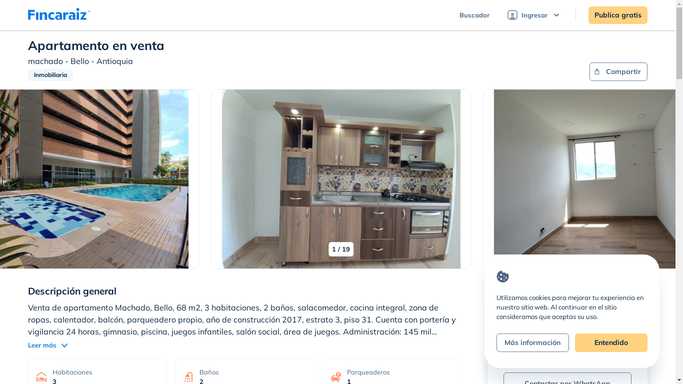 Fincaraiz
Buscador
Ingresar
Publica gratis
Apartamento en venta
machado - Bello - Antioquia
Inmobiliaria
Compartir
1 / 19
Descripción general
Venta de apartamento Machado, Bello, 68 m2, 3 habitaciones, 2 baños, salacomedor, cocina integral, zona de
ropas, calentador, balcón, parqueadero propio, año de construcción 2017, estrato 3, piso 31. Cuenta con portería y
vigilancia 24 horas, gimnasio, piscina, juegos infantiles, salón social, área de juegos. Administración: 145 mil...
Leer más
Habitaciones
3
Baños
2
Parqueaderos
1
Utilizamos cookies para mejorar tu experiencia en
nuestro sitio web. Al continuar en el sitio
consideramos que aceptas su uso.
Más información
Entendido
Contactar por WhatsApp